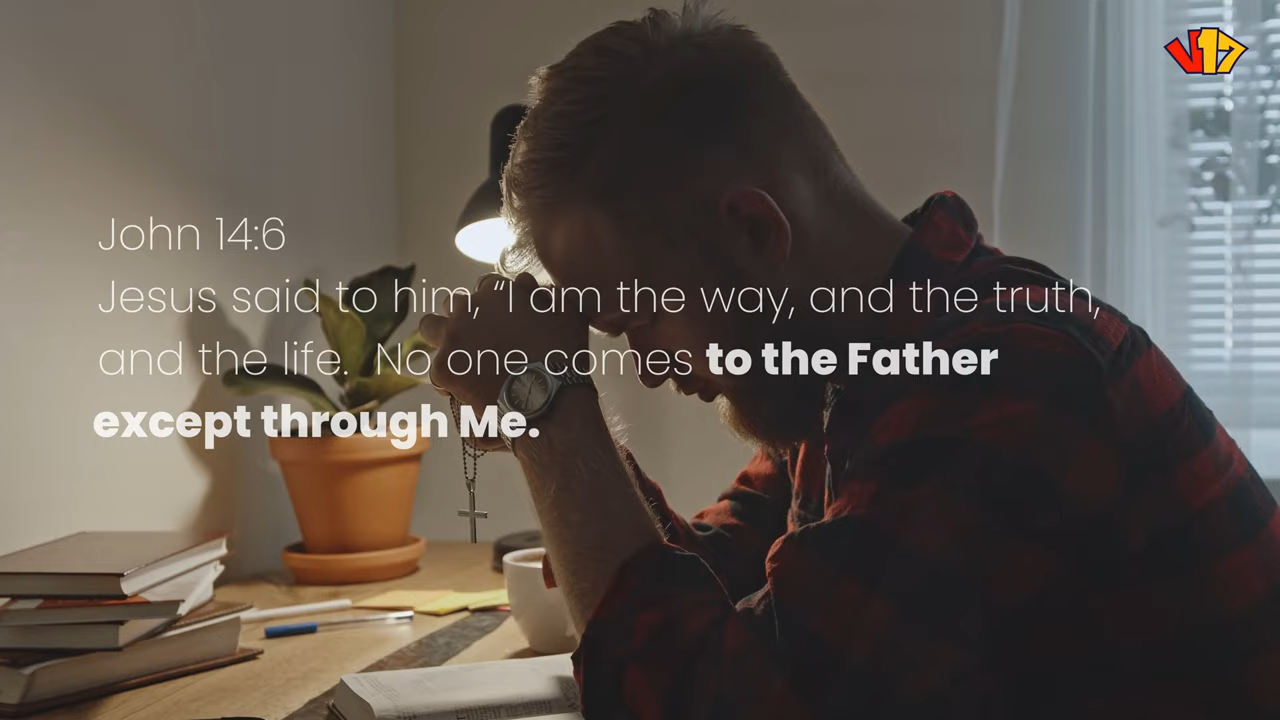 V17
John 14:6
Jesus said to him, “I am the way, and the truth,
and the life.  No one comes to the Father
except through Me.